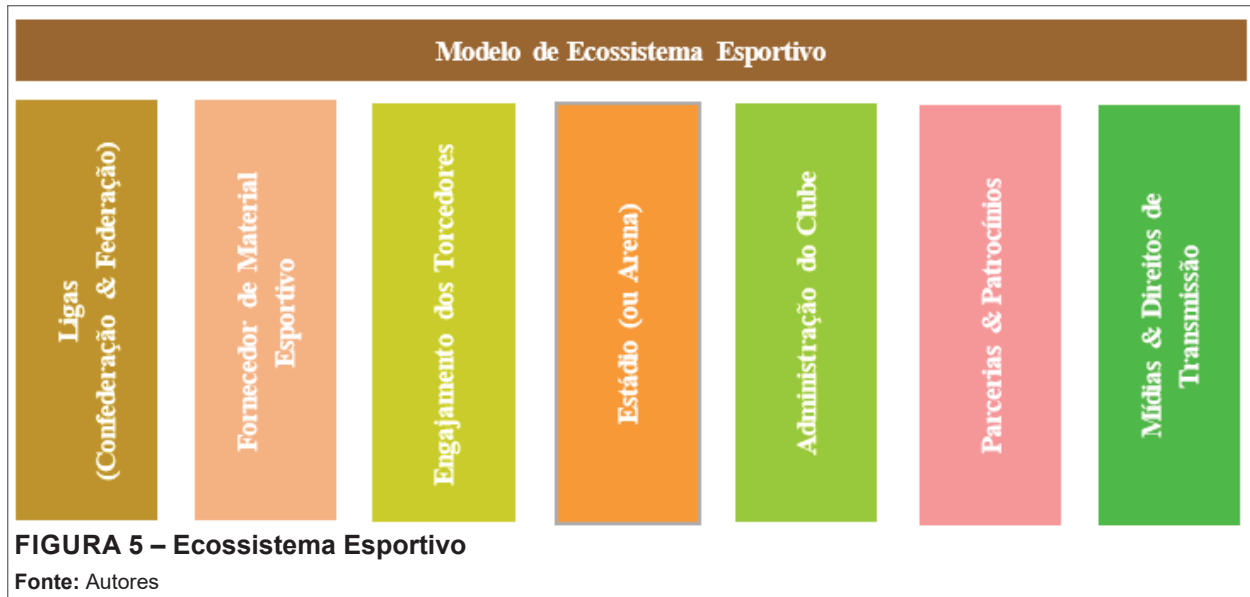 Modelo de Ecossistema Esportivo
Ligas
(Confederação & Federação)
Fornecedor de Material
Esportivo
Engajamento dos Torcedores
Estádio (ou Arena)
Administração do Clube
Parcerias & Patrocínios
Mídias & Direitos de
Transmissão
FIGURA 5 – Ecossistema Esportivo
Fonte: Autores